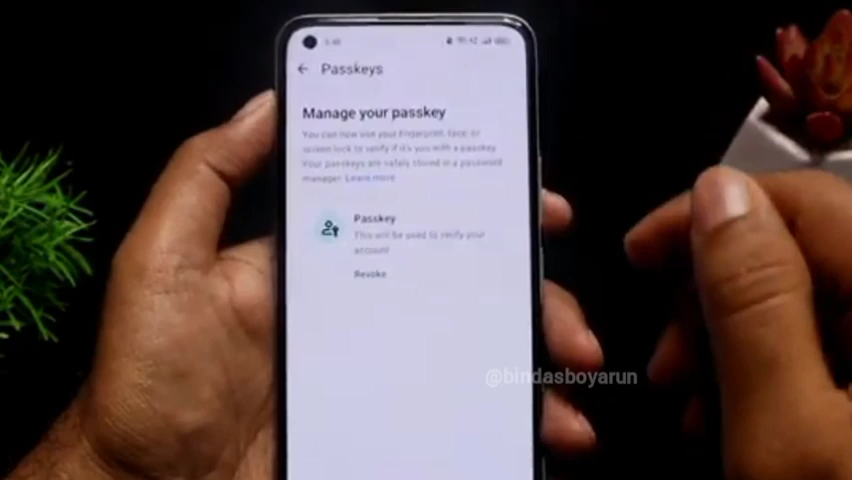 Passkeys
Manage your passkey
You can now use your fingerprint, face, or
screen lock to verify if it's you with a passkey.
Your passkeys are safely stored in a password
manager. Learn more
Passkey
This will be used to verify your
account
Revoke
@bindasboyarun